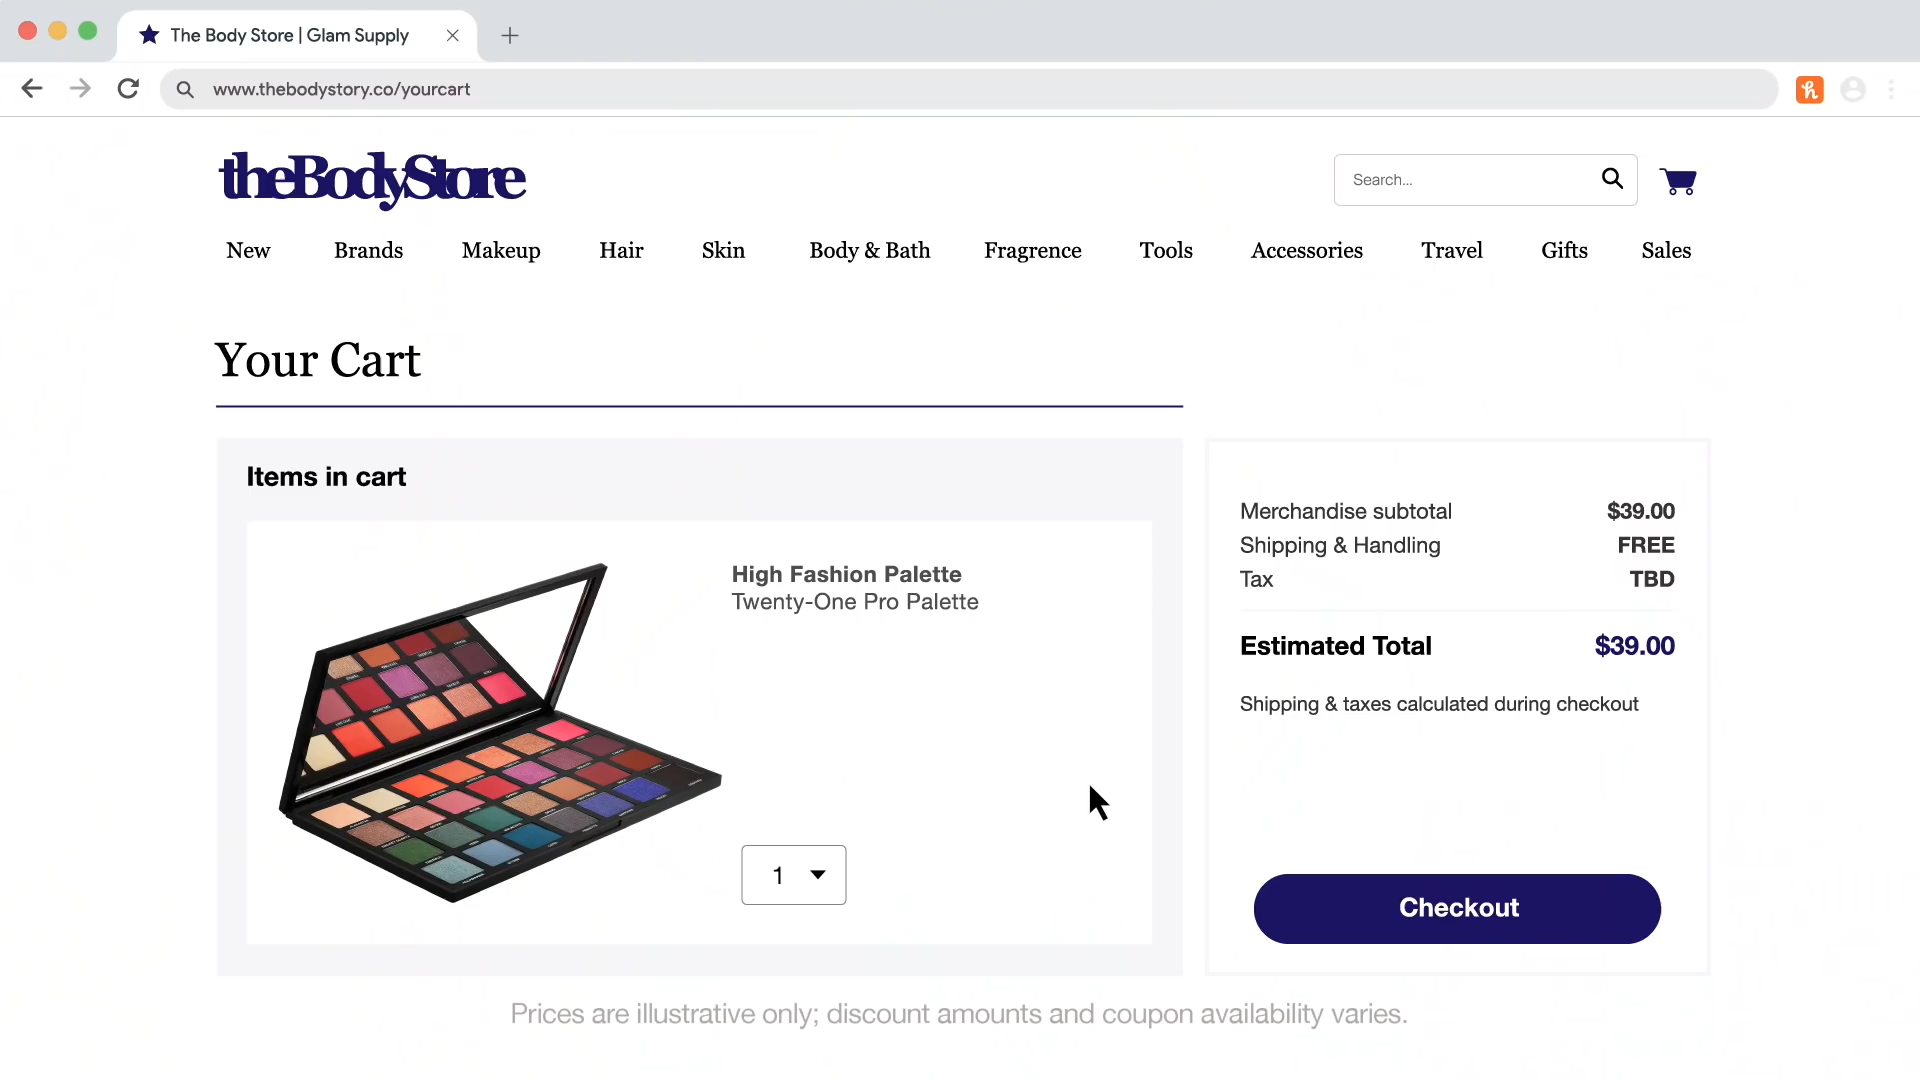 The Body Store | Glam Supply
www.thebodystory.co/yourcart
theBodyStore
Search...
New Brands Makeup Hair Skin Body & Bath Fragrence Tools Accessories Travel Gifts Sales
Your Cart
Items in cart
High Fashion Palette
Twenty-One Pro Palette
1
Merchandise subtotal $39.00
Shipping & Handling FREE
Tax TBD
Estimated Total $39.00
Shipping & taxes calculated during checkout
Checkout
Prices are illustrative only; discount amounts and coupon availability varies.